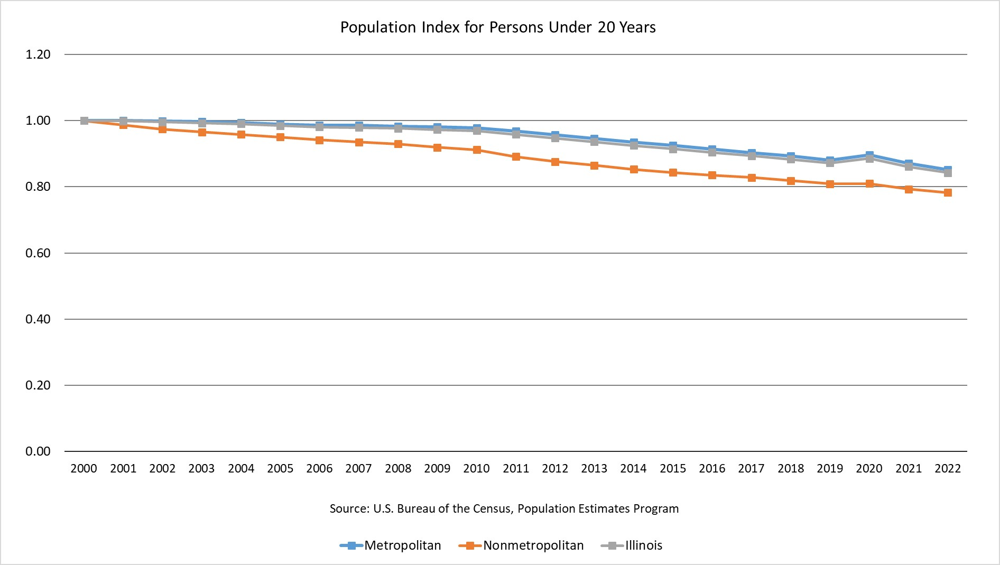 Population Index for Persons Under 20 Years
1.20
1.00
0.80
0.60
0.40
0.20
0.00
2000 2001 2002 2003 2004 2005 2006 2007 2008 2009 2010 2011 2012 2013 2014 2015 2016 2017 2018 2019 2020 2021 2022
Source: U.S. Bureau of the Census, Population Estimates Program
Metropolitan Nonmetropolitan Illinois